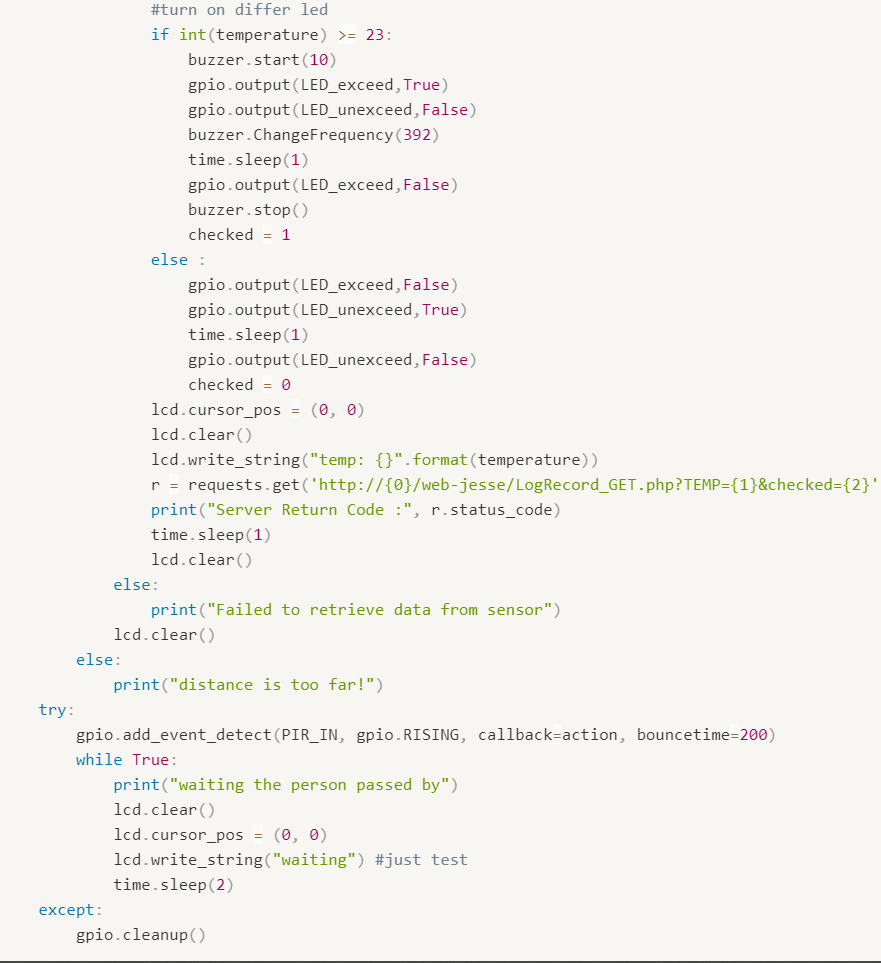 #turn on differ led
            if int(temperature) >= 23:
                buzzer.start(10)
                gpio.output(LED_exceed,True)
                gpio.output(LED_unexceed,False)
                buzzer.ChangeFrequency(392)
                time.sleep(1)
                gpio.output(LED_exceed,False)
                buzzer.stop()
                checked = 1
            else :
                gpio.output(LED_exceed,False)
                gpio.output(LED_unexceed,True)
                time.sleep(1)
                gpio.output(LED_unexceed,False)
                checked = 0
            lcd.cursor_pos = (0, 0)
            lcd.clear()
            lcd.write_string("temp: {}".format(temperature))
            r = requests.get('http://{0}/web-jesse/LogRecord_GET.php?TEMP={1}&checked={2}'
            print("Server Return Code :", r.status_code)
            time.sleep(1)
            lcd.clear()
        else:
            print("Failed to retrieve data from sensor")
        lcd.clear()
    else:
        print("distance is too far!")
try:
    gpio.add_event_detect(PIR_IN, gpio.RISING, callback=action, bouncetime=200)
    while True:
        print("waiting the person passed by")
        lcd.clear()
        lcd.cursor_pos = (0, 0)
        lcd.write_string("waiting") #just test
        time.sleep(2)
except:
    gpio.cleanup()